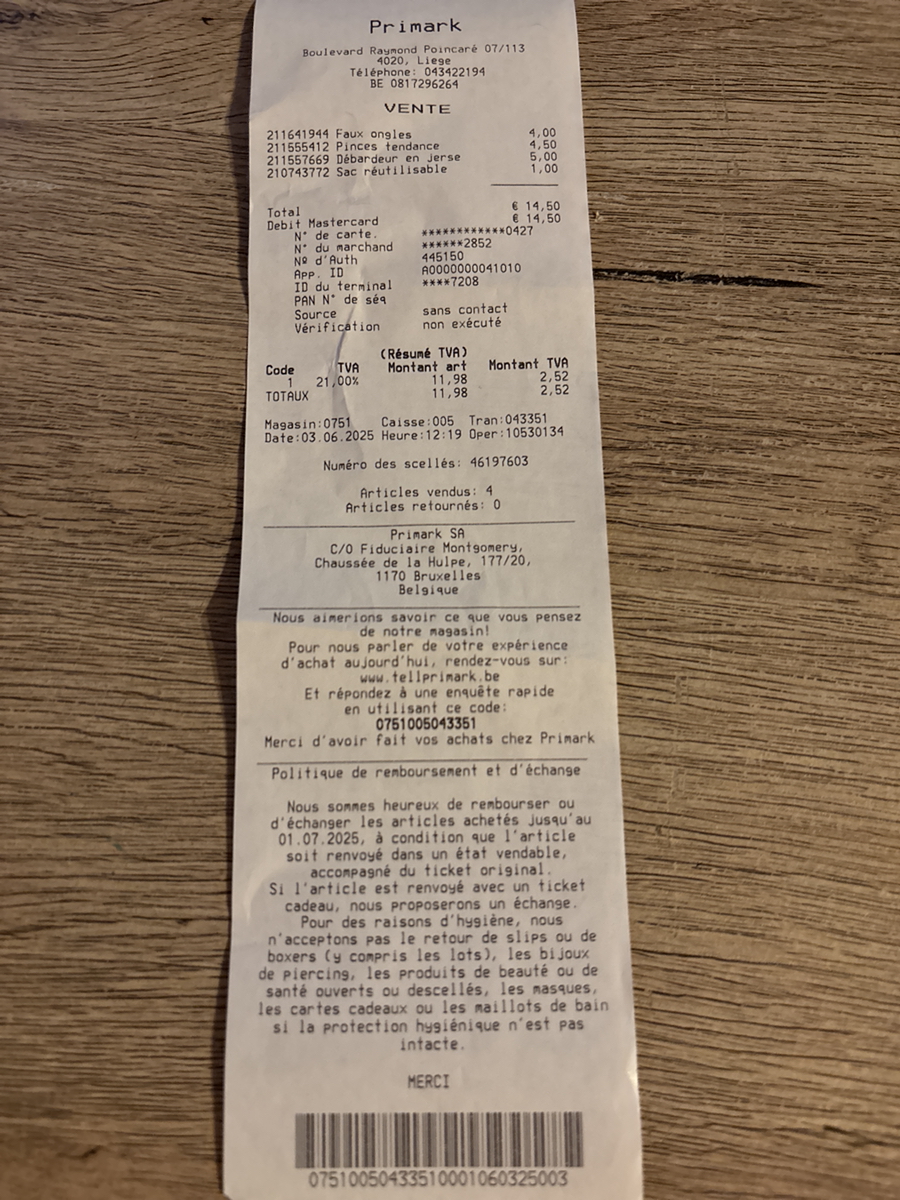 Primark
Boulevard Raymond Poincaré 07/113
4020, Liege
Téléphone: 043422194
BE 0817296264
VENTE
211641944 Faux ongles 4,00
211555412 Pinces tendance 4,50
211557669 Débardeur en jerse 5,00
210743772 Sac réutilisable 1,00
Total € 14,50
Debit Mastercard € 14,50
N° de carte. ************0427
N° du marchand ******2852
Nº d'Auth 445150
App. ID A0000000041010
ID du terminal ****7208
PAN N° de séq
Source sans contact
Vérification non exécuté
(Résumé TVA)
Code TVA Montant art Montant TVA
1 21,00% 11,98 2,52
TOTAUX 11,98 2,52
Magasin:0751 Caisse:005 Tran:043351
Date:03.06.2025 Heure:12:19 Oper:10530134
Numéro des scellés: 46197603
Articles vendus: 4
Articles retournés: 0
Primark SA
C/O Fiduciaire Montgomery,
Chaussée de la Hulpe, 177/20,
1170 Bruxelles
Belgique
Nous aimerions savoir ce que vous pensez
de notre magasin!
Pour nous parler de votre expérience
d'achat aujourd'hui, rendez-vous sur:
www.tellprimark.be
Et répondez à une enquête rapide
en utilisant ce code:
0751005043351
Merci d'avoir fait vos achats chez Primark
Politique de remboursement et d'échange
Nous sommes heureux de rembourser ou
d'échanger les articles achetés jusqu'au
01.07.2025, à condition que l'article
soit renvoyé dans un état vendable,
accompagné du ticket original.
Si l'article est renvoyé avec un ticket
cadeau, nous proposerons un échange.
Pour des raisons d'hygiène, nous
n'acceptons pas le retour de slips ou de
boxers (y compris les lots), les bijoux
de piercing, les produits de beauté ou de
santé ouverts ou descellés, les masques,
les cartes cadeaux ou les maillots de bain
si la protection hygiénique n'est pas
intacte.
MERCI
07510050433510001060325003